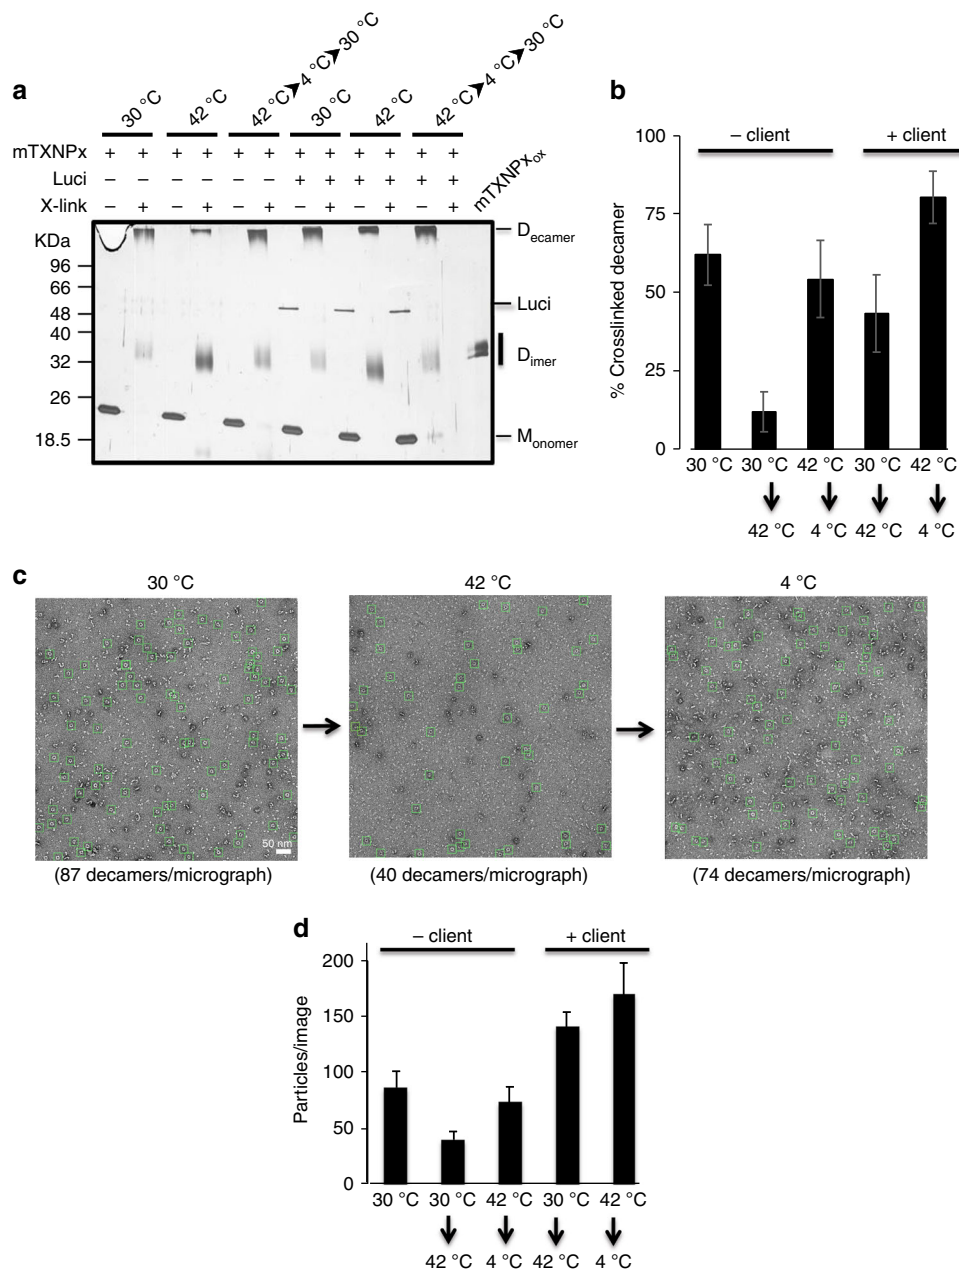 a
30 °C 42 °C 42 °C➤4 °C➤30 °C 30 °C 42 °C 42 °C➤4 °C➤30 °C
mTXNPx + + + + + + + + + + + + mTXNPxox
Luci – – – – – – + + + + + +
X-link – + – + – + – + – + – +
KDa
96
66
48
40
32
26
18.5
Decamer
Luci
Dimer
Monomer
b
– client + client
% Crosslinked decamer
100
75
50
25
0
30 °C 30 °C 42 °C 30 °C 42 °C
42 °C 4 °C 42 °C 4 °C
c
30 °C 42 °C 4 °C
50 nm
(87 decamers/micrograph) (40 decamers/micrograph) (74 decamers/micrograph)
d
– client + client
Particles/image
200
150
100
50
0
30 °C 30 °C 42 °C 30 °C 42 °C
42 °C 4 °C 42 °C 4 °C